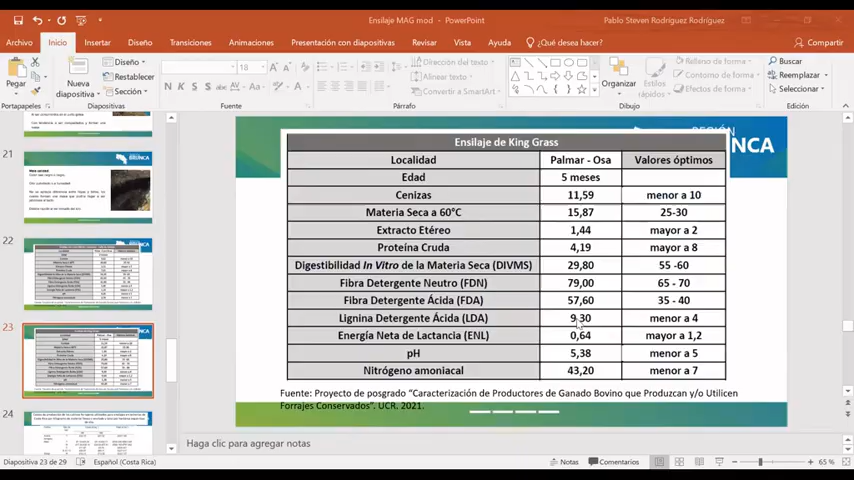 Ensilaje MAG mod - PowerPoint
Pablo Steven Rodríguez Rodríguez
Archivo Inicio Insertar Diseño Transiciones Animaciones Presentación con diapositivas Revisar Vista Ayuda ¿Qué desea hacer? Compartir
Pegar
Nueva diapositiva
Diseño
Restablecer
Sección
18
N K S
Dirección del texto
Alinear texto
Convertir a SmartArt
Organizar
Estilos rápidos
Relleno de forma
Contorno de forma
Efectos de forma
Buscar
Reemplazar
Seleccionar
Portapapeles Diapositivas Fuente Párrafo Dibujo Edición
21
22
23
24
REGIÓN
NCA
Ensilaje de King Grass
Localidad Palmar - Osa Valores óptimos
Edad 5 meses
Cenizas 11,59 menor a 10
Materia Seca a 60°C 15,87 25-30
Extracto Etéreo 1,44 mayor a 2
Proteína Cruda 4,19 mayor a 8
Digestibilidad In Vitro de la Materia Seca (DIVMS) 29,80 55 -60
Fibra Detergente Neutro (FDN) 79,00 65 - 70
Fibra Detergente Ácida (FDA) 57,60 35 - 40
Lignina Detergente Ácida (LDA) 9,30 menor a 4
Energía Neta de Lactancia (ENL) 0,64 mayor a 1,2
pH 5,38 menor a 5
Nitrógeno amoniacal 43,20 menor a 7
Fuente: Proyecto de posgrado “Caracterización de Productores de Ganado Bovino que Produzcan y/o Utilicen
Forrajes Conservados”. UCR. 2021.
Haga clic para agregar notas
Diapositiva 23 de 29 Español (Costa Rica) Notas Comentarios 65 %